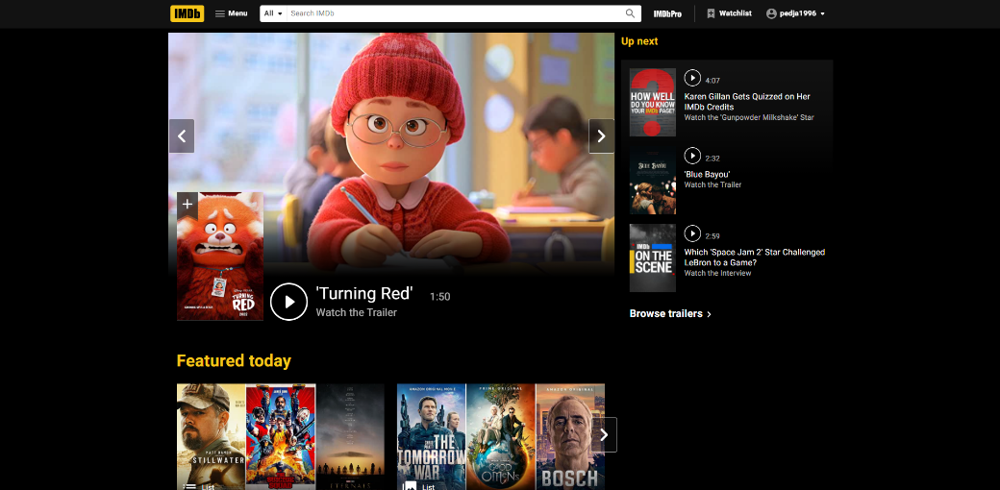 IMDb
Menu
All
Search IMDb
IMDbPro
Watchlist
pedja1996
Up next
HOW WELL
DO YOU KNOW
YOUR IMDb PAGE?
4:07
Karen Gillan Gets Quizzed on Her
IMDb Credits
Watch the 'Gunpowder Milkshake' Star
BLUE BAYOU
2:32
'Blue Bayou'
Watch the Trailer
IMDb
ON THE
SCENE
2:59
Which 'Space Jam 2' Star Challenged
LeBron to a Game?
Watch the Interview
Browse trailers
DISNEY PIXAR
TURNING
RED
'Turning Red'
1:50
Watch the Trailer
Featured today
MATT DAMON
STILLWATER
List
ETERNALS
AMAZON ORIGINAL MOVIE
THE
TOMORROW
WAR
List
PRIME ORIGINAL
GOOD
OMENS
AMAZON ORIGINAL
BOSCH